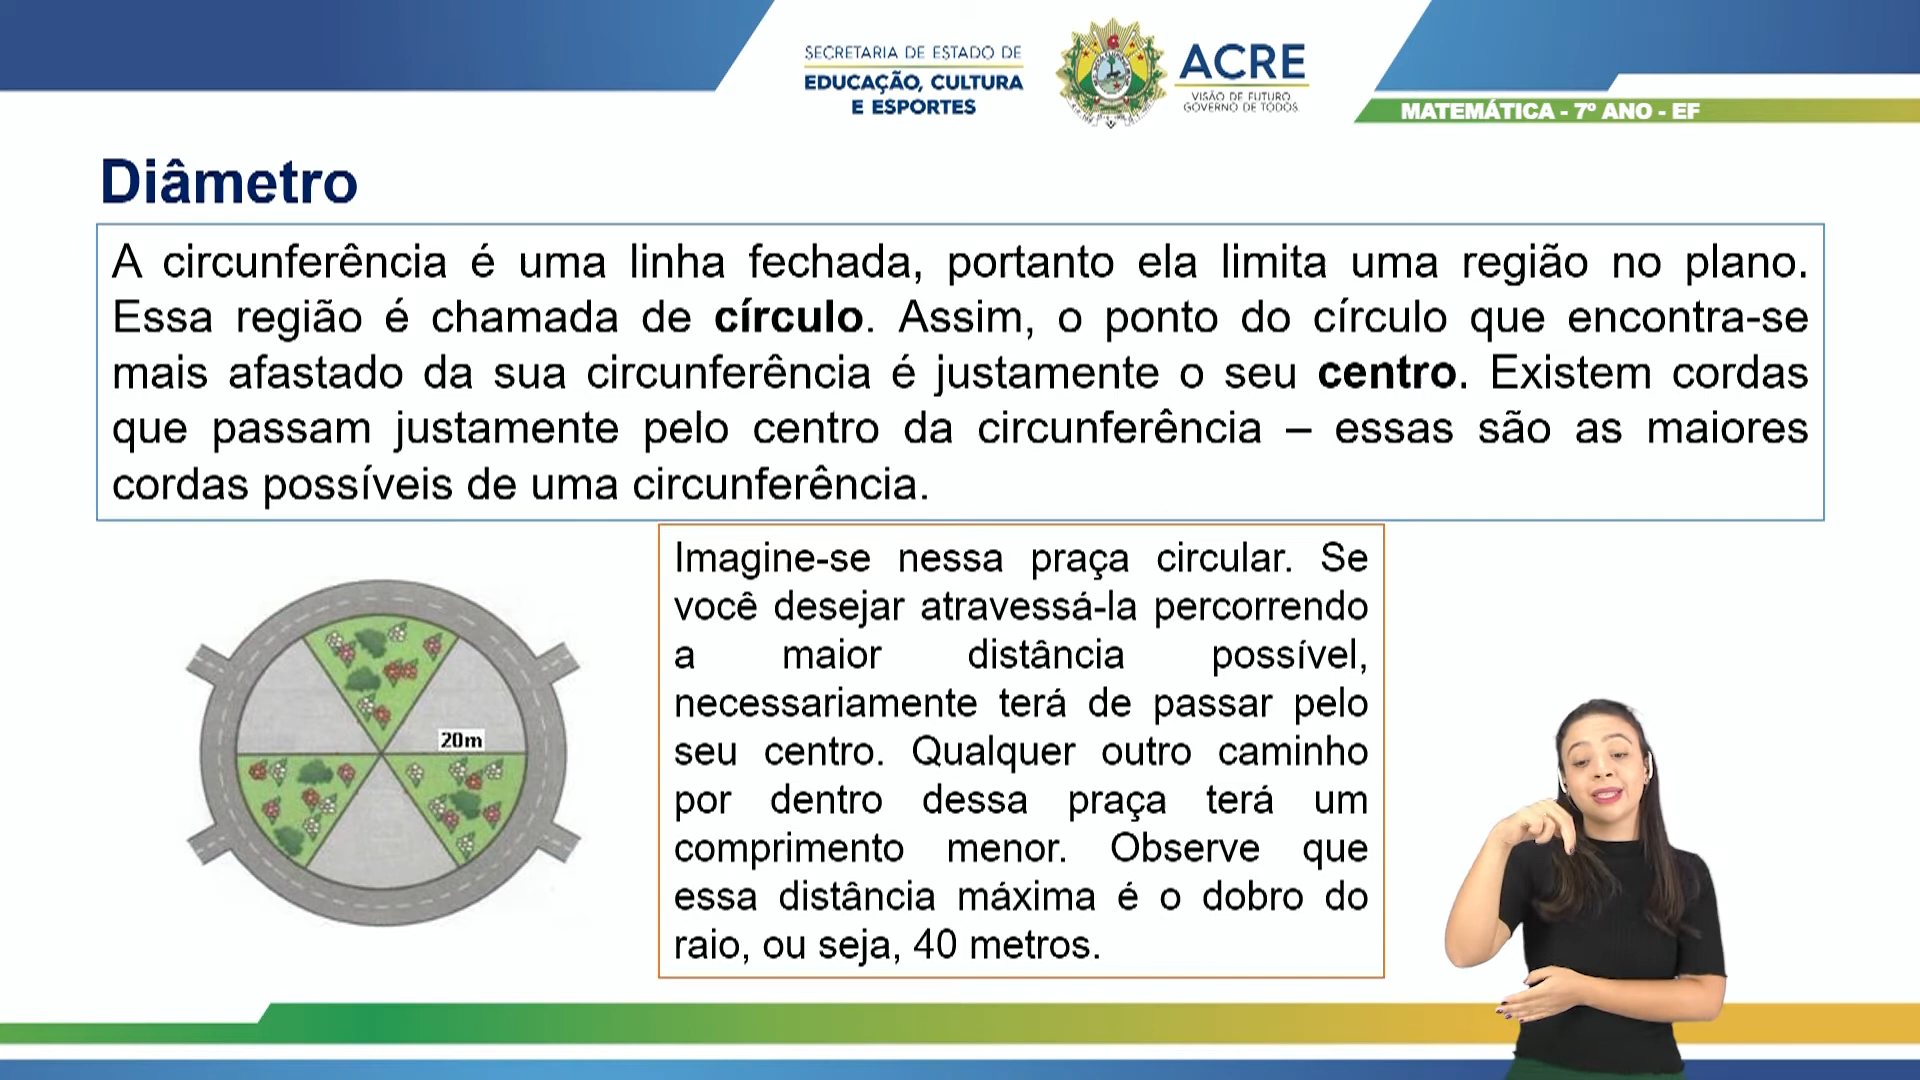 SECRETARIA DE ESTADO DE
EDUCAÇÃO, CULTURA
E ESPORTES
ACRE
VISÃO DE FUTURO.
GOVERNO DE TODOS.
MATEMÁTICA - 7º ANO - EF
Diâmetro
A circunferência é uma linha fechada, portanto ela limita uma região no plano.
Essa região é chamada de círculo. Assim, o ponto do círculo que encontra-se
mais afastado da sua circunferência é justamente o seu centro. Existem cordas
que passam justamente pelo centro da circunferência – essas são as maiores
cordas possíveis de uma circunferência.
20m
Imagine-se nessa praça circular. Se
você desejar atravessá-la percorrendo
a maior distância possível,
necessariamente terá de passar pelo
seu centro. Qualquer outro caminho
por dentro dessa praça terá um
comprimento menor. Observe que
essa distância máxima é o dobro do
raio, ou seja, 40 metros.